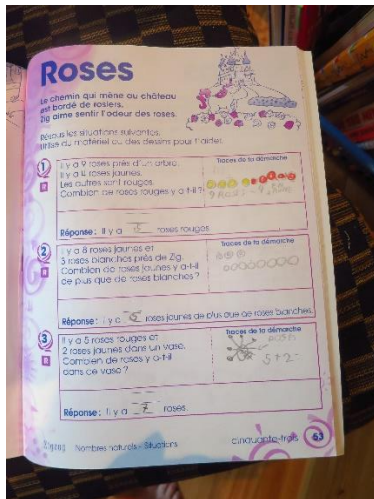 Roses
Le chemin qui mène au château
est bordé de rosiers.
Zig aime sentir l'odeur des roses.
Résous les situations suivantes.
Utilise du matériel ou des dessins pour t'aider.
1
Il y a 9 roses près d'un arbre.
Il y a 4 roses jaunes.
Les autres sont rouges.
Combien de roses rouges y a-t-il ?
Traces de ta démarche
Réponse : Il y a 5 roses rouges.
2
Il y a 8 roses jaunes et
3 roses blanches près de Zig.
Combien de roses jaunes y a-t-il
de plus que de roses blanches ?
Traces de ta démarche
Réponse : Il y a 5 roses jaunes de plus que de roses blanches.
3
Il y a 5 roses rouges et
2 roses jaunes dans un vase.
Combien de roses y a-t-il
dans ce vase ?
Traces de ta démarche
5+2
Réponse : Il y a 7 roses.
Nombres naturels - Situations
cinquante-trois 53